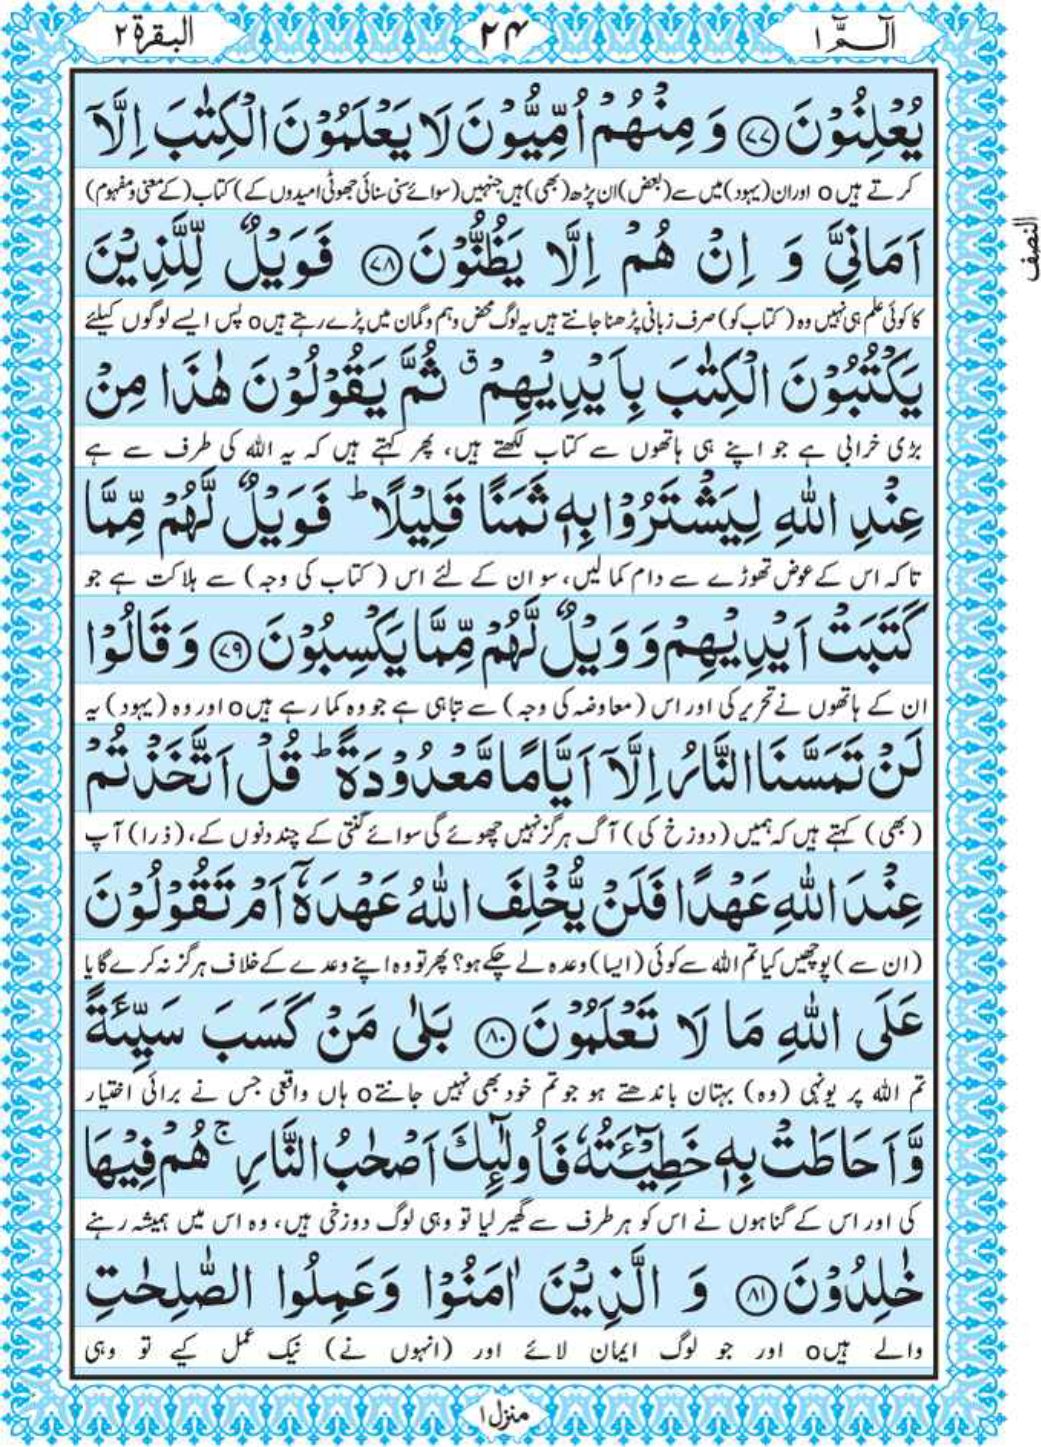 الٓـمّٓ ١
٢٤
البقرة ٢
يُعْلِنُوْنَ ﴿٧٧﴾ وَ مِنْهُمْ اُمِّيُّوْنَ لَا يَعْلَمُوْنَ الْكِتٰبَ اِلَّاۤ
کرتے ہیں o اور ان (یہود) میں سے (بعض) ان پڑھ (بھی) ہیں جنہیں (سوائے سنی سنائی جھوٹی امیدوں کے) کتاب (کے معنی و مفہوم)
اَمَانِيَّ وَ اِنْ هُمْ اِلَّا يَظُنُّوْنَ ﴿٧٨﴾ فَوَيْلٌ لِّلَّذِيْنَ
کا کوئی علم ہی نہیں وہ (کتاب کو) صرف زبانی پڑھنا جانتے ہیں یہ لوگ محض وہم و گمان میں پڑے رہتے ہیں o پس ایسے لوگوں کیلئے
يَكْتُبُوْنَ الْكِتٰبَ بِاَيْدِيْهِمْ ۗ ثُمَّ يَقُوْلُوْنَ هٰذَا مِنْ
بڑی خرابی ہے جو اپنے ہی ہاتھوں سے کتاب لکھتے ہیں، پھر کہتے ہیں کہ یہ اللہ کی طرف سے ہے
عِنْدِ اللّٰهِ لِيَشْتَرُوْا بِهٖ ثَمَنًا قَلِيْلًا ؕ فَوَيْلٌ لَّهُمْ مِّمَّا
تاکہ اس کے عوض تھوڑے سے دام کما لیں، سو ان کے لئے اس (کتاب کی وجہ) سے ہلاکت ہے جو
كَتَبَتْ اَيْدِيْهِمْ وَ وَيْلٌ لَّهُمْ مِّمَّا يَكْسِبُوْنَ ﴿٧٩﴾ وَ قَالُوْا
ان کے ہاتھوں نے تحریر کی اور اس (معاوضہ کی وجہ) سے تباہی ہے جو وہ کما رہے ہیں o اور وہ (یہود) یہ
لَنْ تَمَسَّنَا النَّارُ اِلَّاۤ اَيَّامًا مَّعْدُوْدَةً ؕ قُلْ اَتَّخَذْتُمْ
(بھی) کہتے ہیں کہ ہمیں (دوزخ کی) آگ ہرگز نہیں چھوئے گی سوائے گنتی کے چند دنوں کے، (ذرا) آپ
عِنْدَ اللّٰهِ عَهْدًا فَلَنْ يُّخْلِفَ اللّٰهُ عَهْدَهٗۤ اَمْ تَقُوْلُوْنَ
(ان سے) پوچھیں کیا تم اللہ سے کوئی (ایسا) وعدہ لے چکے ہو؟ پھر تو وہ اپنے وعدے کے خلاف ہرگز نہ کرے گا یا
عَلَى اللّٰهِ مَا لَا تَعْلَمُوْنَ ﴿٨٠﴾ بَلٰى مَنْ كَسَبَ سَيِّئَةً
تم اللہ پر یونہی (وہ) بہتان باندھتے ہو جو تم خود بھی نہیں جانتے o ہاں واقعی جس نے برائی اختیار
وَّ اَحَاطَتْ بِهٖ خَطِيْٓئَتُهٗ فَاُولٰٓئِكَ اَصْحٰبُ النَّارِ ۚ هُمْ فِيْهَا
کی اور اس کے گناہوں نے اس کو ہر طرف سے گھیر لیا تو وہی لوگ دوزخی ہیں، وہ اس میں ہمیشہ رہنے
خٰلِدُوْنَ ﴿٨١﴾ وَ الَّذِيْنَ اٰمَنُوْا وَعَمِلُوا الصّٰلِحٰتِ
والے ہیں o اور جو لوگ ایمان لائے اور (انہوں نے) نیک عمل کیے تو وہی
النصف
منزل ١